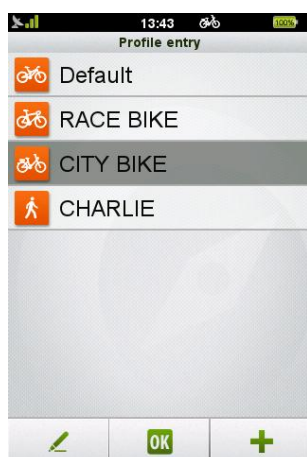 13:43
100%
Profile entry
Default
RACE BIKE
CITY BIKE
CHARLIE
OK